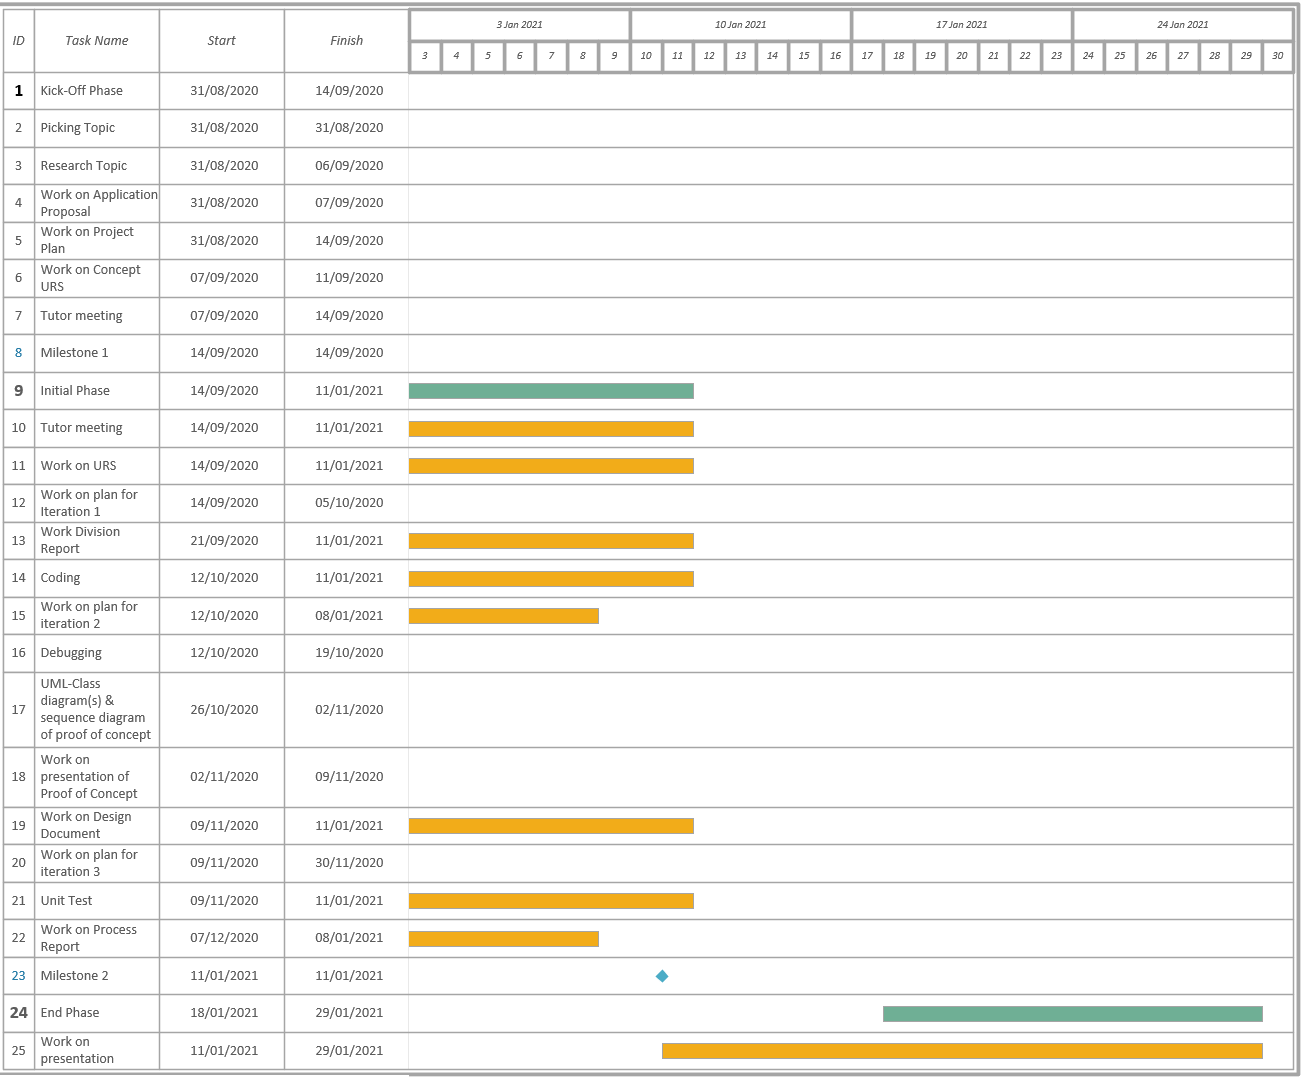 ID Task Name Start Finish 3 Jan 2021 10 Jan 2021 17 Jan 2021 24 Jan 2021
3 4 5 6 7 8 9 10 11 12 13 14 15 16 17 18 19 20 21 22 23 24 25 26 27 28 29 30
1 Kick-Off Phase 31/08/2020 14/09/2020
2 Picking Topic 31/08/2020 31/08/2020
3 Research Topic 31/08/2020 06/09/2020
4 Work on Application 31/08/2020 07/09/2020
Proposal
5 Work on Project 31/08/2020 14/09/2020
Plan
6 Work on Concept 07/09/2020 11/09/2020
URS
7 Tutor meeting 07/09/2020 14/09/2020
8 Milestone 1 14/09/2020 14/09/2020
9 Initial Phase 14/09/2020 11/01/2021
10 Tutor meeting 14/09/2020 11/01/2021
11 Work on URS 14/09/2020 11/01/2021
12 Work on plan for 14/09/2020 05/10/2020
Iteration 1
13 Work Division 21/09/2020 11/01/2021
Report
14 Coding 12/10/2020 11/01/2021
15 Work on plan for 12/10/2020 08/01/2021
iteration 2
16 Debugging 12/10/2020 19/10/2020
17 UML-Class 26/10/2020 02/11/2020
diagram(s) &
sequence diagram
of proof of concept
18 Work on 02/11/2020 09/11/2020
presentation of
Proof of Concept
19 Work on Design 09/11/2020 11/01/2021
Document
20 Work on plan for 09/11/2020 30/11/2020
iteration 3
21 Unit Test 09/11/2020 11/01/2021
22 Work on Process 07/12/2020 08/01/2021
Report
23 Milestone 2 11/01/2021 11/01/2021
24 End Phase 18/01/2021 29/01/2021
25 Work on 11/01/2021 29/01/2021
presentation